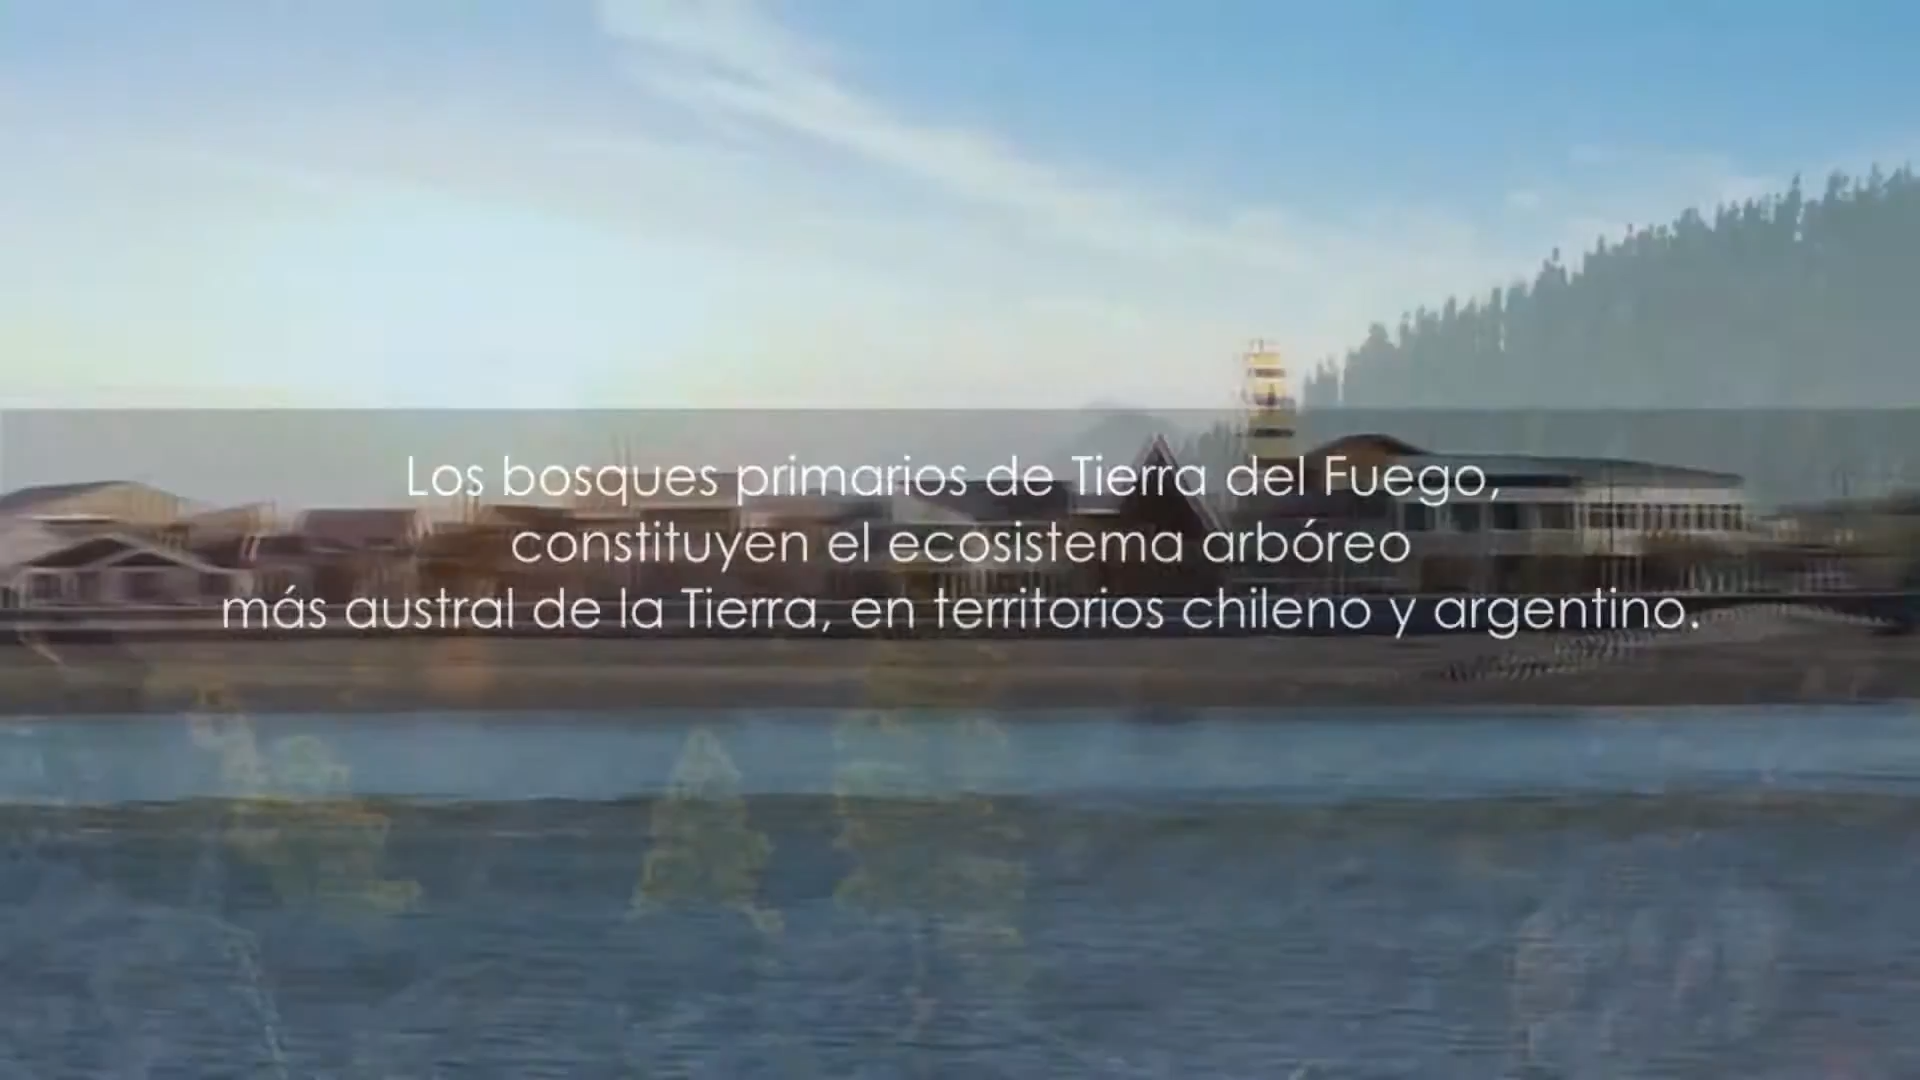 Los bosques primarios de Tierra del Fuego,
constituyen el ecosistema arbóreo
más austral de la Tierra, en territorios chileno y argentino.